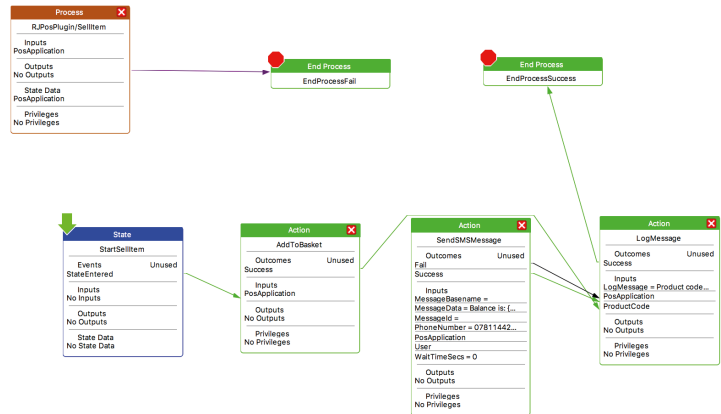 Process
RJPosPlugin/SellItem
Inputs
PosApplication
Outputs
No Outputs
State Data
PosApplication
Privileges
No Privileges
End Process
EndProcessFail
End Process
EndProcessSuccess
State
StartSellItem
Events Unused
StateEntered
Inputs
No Inputs
Outputs
No Outputs
State Data
No State Data
Action
AddToBasket
Outcomes Unused
Success
Inputs
PosApplication
Outputs
No Outputs
Privileges
No Privileges
Action
SendSMSMessage
Outcomes Unused
Fail
Success
Inputs
MessageBasename =
MessageData = Balance is: {...
MessageId =
PhoneNumber = 07811442...
PosApplication
User
WaitTimeSecs = 0
Outputs
No Outputs
Privileges
No Privileges
Action
LogMessage
Outcomes Unused
Success
Inputs
LogMessage = Product code...
PosApplication
ProductCode
Outputs
No Outputs
Privileges
No Privileges